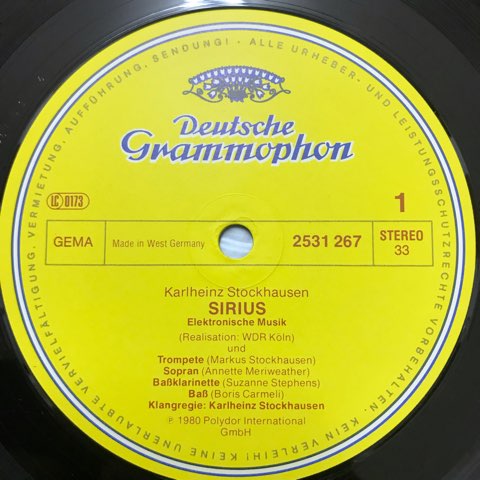 VERMIETUNG, AUFFÜHRUNG, SENDUNG! · ALLE URHEBER- UND LEISTUNGSSCHUTZRECHTE VORBEHALTEN · KEIN VERLEIH! KEINE UNERLAUBTE VERVIELFÄLTIGUNG,
Deutsche
Grammophon
LC 0173
1
GEMA
Made in West Germany
2531 267
STEREO
33
Karlheinz Stockhausen
SIRIUS
Elektronische Musik
(Realisation: WDR Köln)
und
Trompete (Markus Stockhausen)
Sopran (Annette Meriweather)
Baßklarinette (Suzanne Stephens)
Baß (Boris Carmeli)
Klangregie: Karlheinz Stockhausen
℗ 1980 Polydor International
GmbH